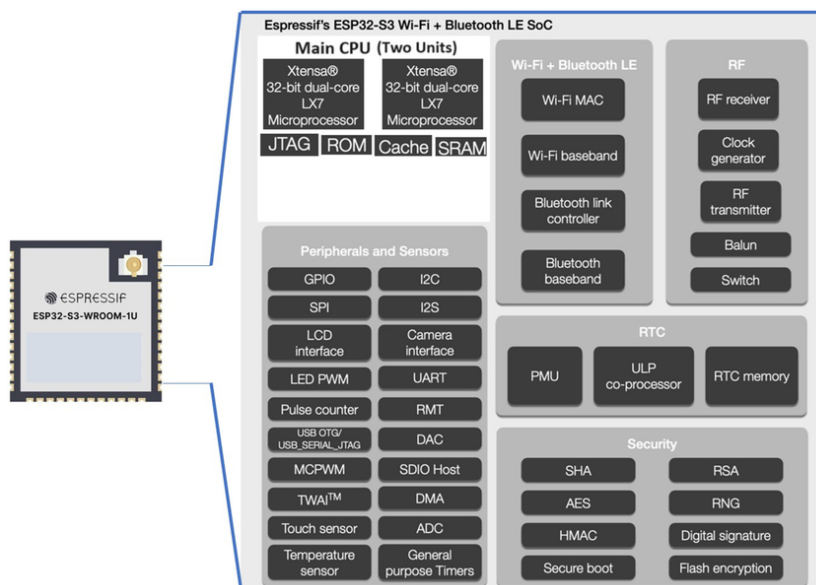 Espressif's ESP32-S3 Wi-Fi + Bluetooth LE SoC
Main CPU (Two Units)
Xtensa®
32-bit dual-core
LX7
Microprocessor
Xtensa®
32-bit dual-core
LX7
Microprocessor
JTAG
ROM
Cache
SRAM
Wi-Fi + Bluetooth LE
Wi-Fi MAC
Wi-Fi baseband
Bluetooth link
controller
Bluetooth
baseband
RF
RF receiver
Clock
generator
RF
transmitter
Balun
Switch
ESPRESSIF
ESP32-S3-WROOM-1U
Peripherals and Sensors
GPIO
I2C
SPI
I2S
LCD
interface
Camera
interface
LED PWM
UART
Pulse counter
RMT
USB OTG/
USB_SERIAL_JTAG
DAC
MCPWM
SDIO Host
TWAI™
DMA
Touch sensor
ADC
Temperature
sensor
General
purpose Timers
RTC
PMU
ULP
co-processor
RTC memory
Security
SHA
RSA
AES
RNG
HMAC
Digital signature
Secure boot
Flash encryption